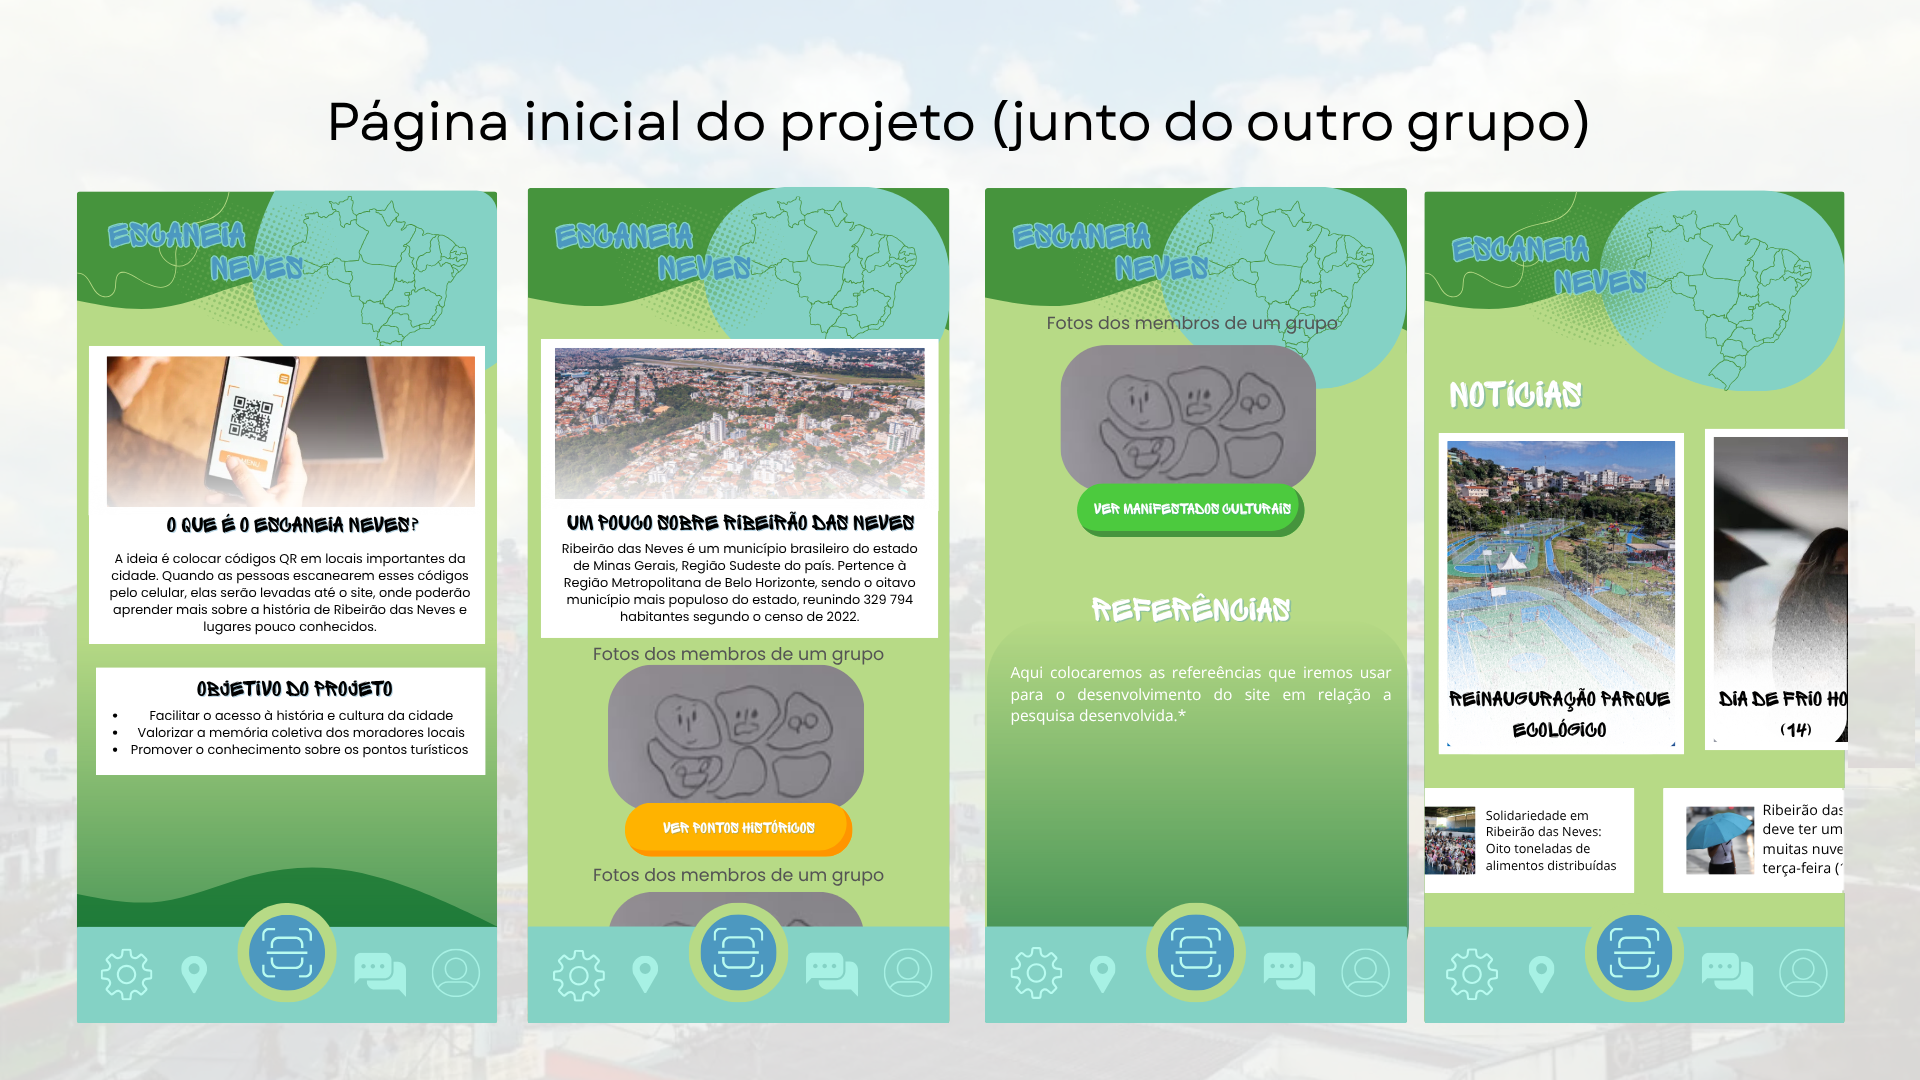 Página inicial do projeto (junto do outro grupo)
ESCANEIA
NEVES
O QUE É O ESCANEIA NEVES?
A ideia é colocar códigos QR em locais importantes da
cidade. Quando as pessoas escanearem esses códigos
pelo celular, elas serão levadas até o site, onde poderão
aprender mais sobre a história de Ribeirão das Neves e
lugares pouco conhecidos.
OBJETIVO DO PROJETO
• Facilitar o acesso à história e cultura da cidade
• Valorizar a memória coletiva dos moradores locais
• Promover o conhecimento sobre os pontos turísticos
ESCANEIA
NEVES
UM POUCO SOBRE RIBEIRÃO DAS NEVES
Ribeirão das Neves é um município brasileiro do estado
de Minas Gerais, Região Sudeste do país. Pertence à
Região Metropolitana de Belo Horizonte, sendo o oitavo
município mais populoso do estado, reunindo 329 794
habitantes segundo o censo de 2022.
Fotos dos membros de um grupo
VER PONTOS HISTÓRICOS
Fotos dos membros de um grupo
ESCANEIA
NEVES
Fotos dos membros de um grupo
VER MANIFESTADOS CULTURAIS
REFERÊNCIAS
Aqui colocaremos as refereências que iremos usar
para o desenvolvimento do site em relação a
pesquisa desenvolvida.*
ESCANEIA
NEVES
NOTÍCIAS
REINAUGURAÇÃO PARQUE
ECOLÓGICO
DIA DE FRIO HO
(14)
Solidariedade em
Ribeirão das Neves:
Oito toneladas de
alimentos distribuídas
Ribeirão das
deve ter um
muitas nuve
terça-feira (